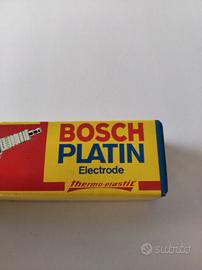 BOSCH
PLATIN
Electrode
thermo-elastic
subito